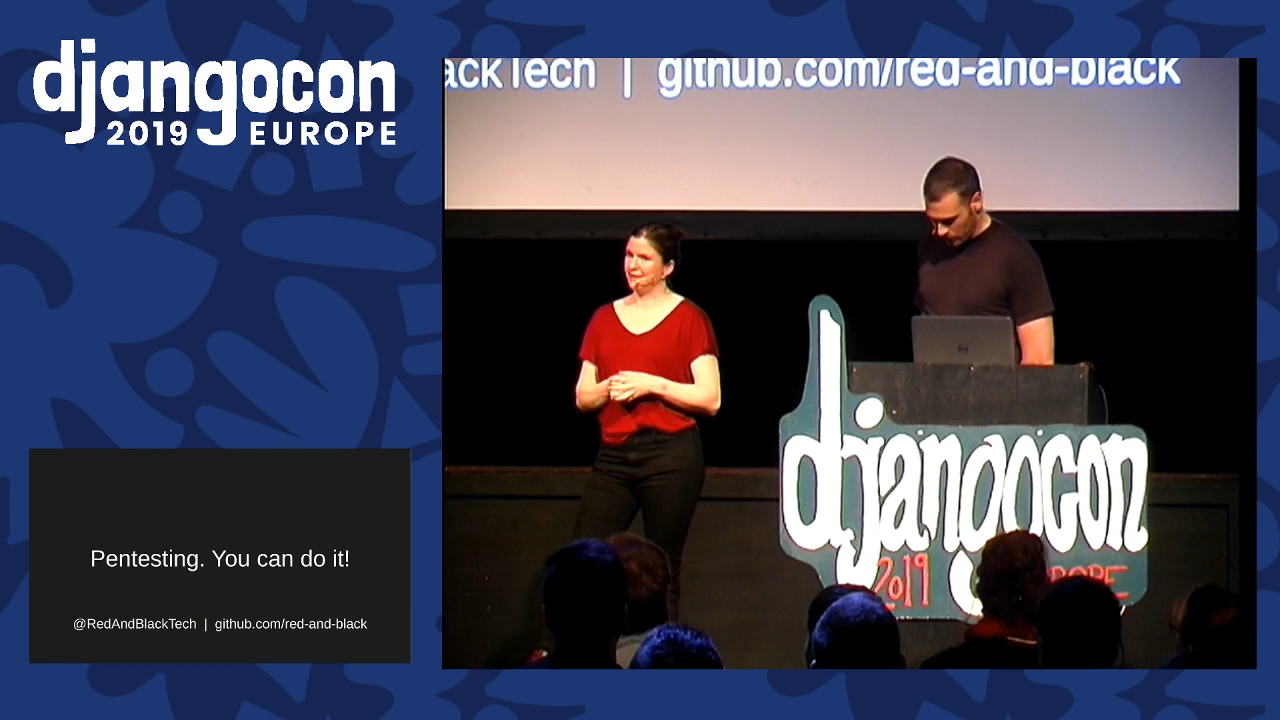 djangocon
2019 EUROPE
Pentesting. You can do it!
@RedAndBlackTech | github.com/red-and-black
ackTech | github.com/red-and-black
djangocon
2019